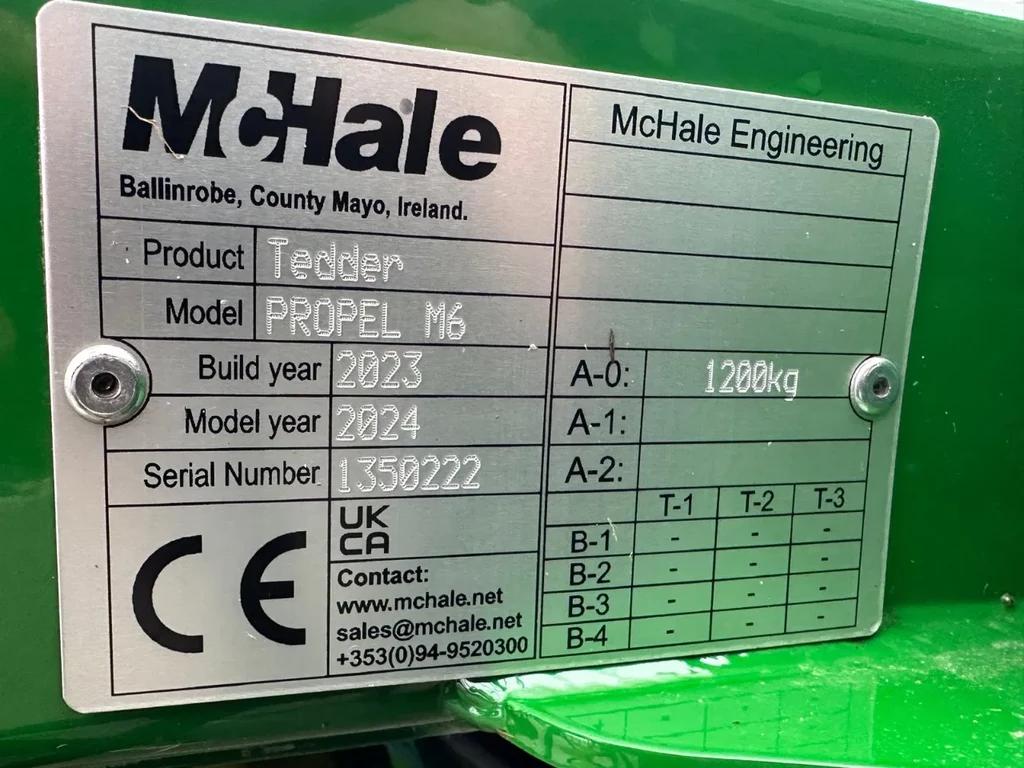 McHale
Ballinrobe, County Mayo, Ireland.
Product Tedder
Model PROPEL M6
Build year 2023
Model year 2024
Serial Number 1350222
CE
UK
CA
Contact:
www.mchale.net
sales@mchale.net
+353(0)94-9520300
McHale Engineering
A-0: 1200kg
A-1:
A-2:
T-1 T-2 T-3
B-1 - - -
B-2 - - -
B-3 - - -
B-4 - - -